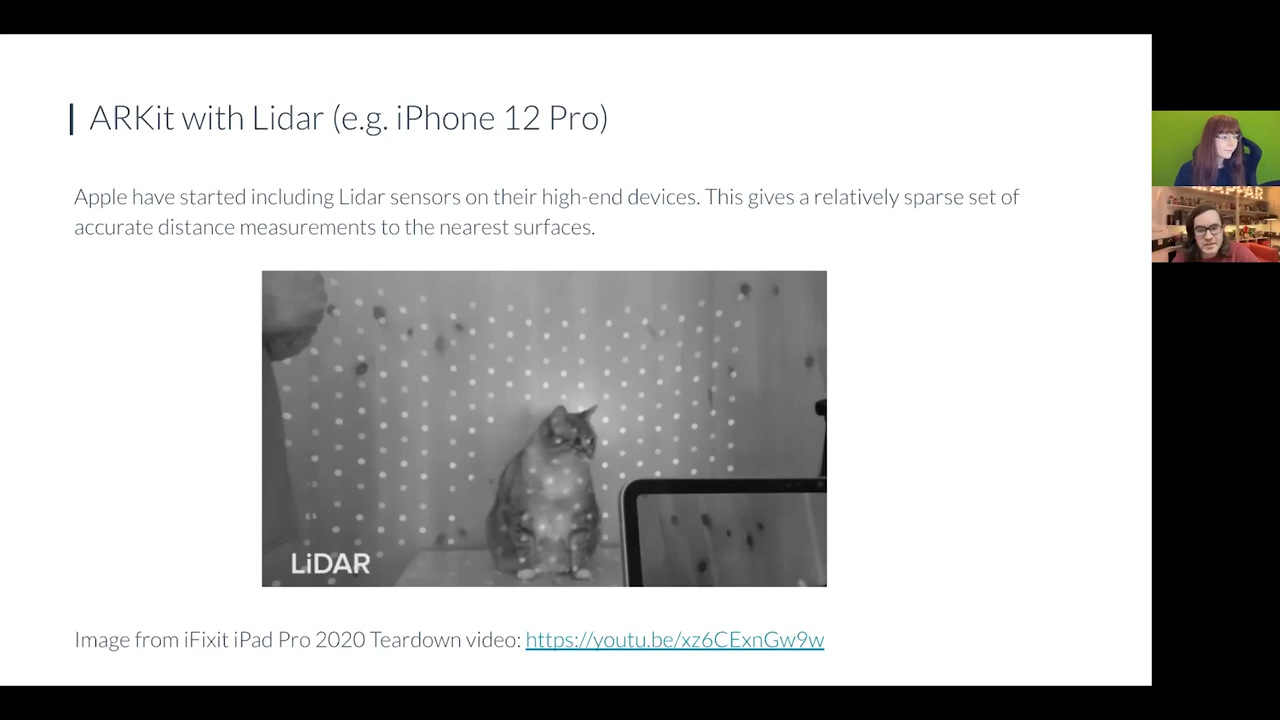 ARKit with Lidar (e.g. iPhone 12 Pro)
Apple have started including Lidar sensors on their high-end devices. This gives a relatively sparse set of
accurate distance measurements to the nearest surfaces.
LiDAR
Image from iFixit iPad Pro 2020 Teardown video: https://youtu.be/xz6CExnGw9w